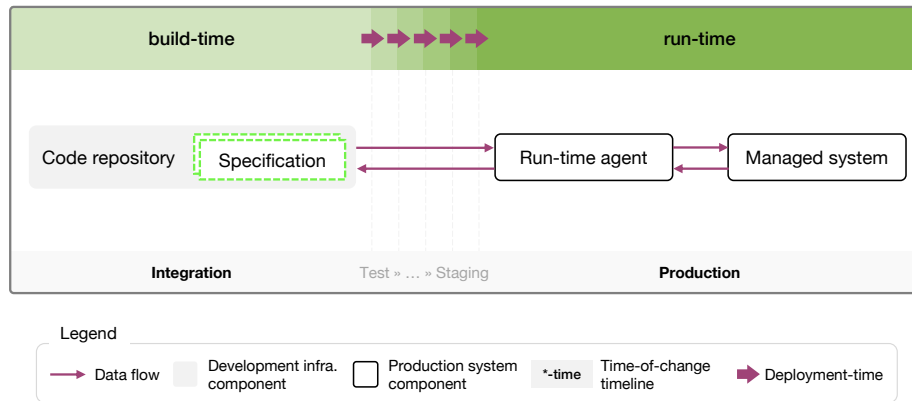 build-time
run-time
Code repository
Specification
Run-time agent
Managed system
Integration
Test » ... » Staging
Production
Legend
Data flow
Development infra.
component
Production system
component
*-time
Time-of-change
timeline
Deployment-time